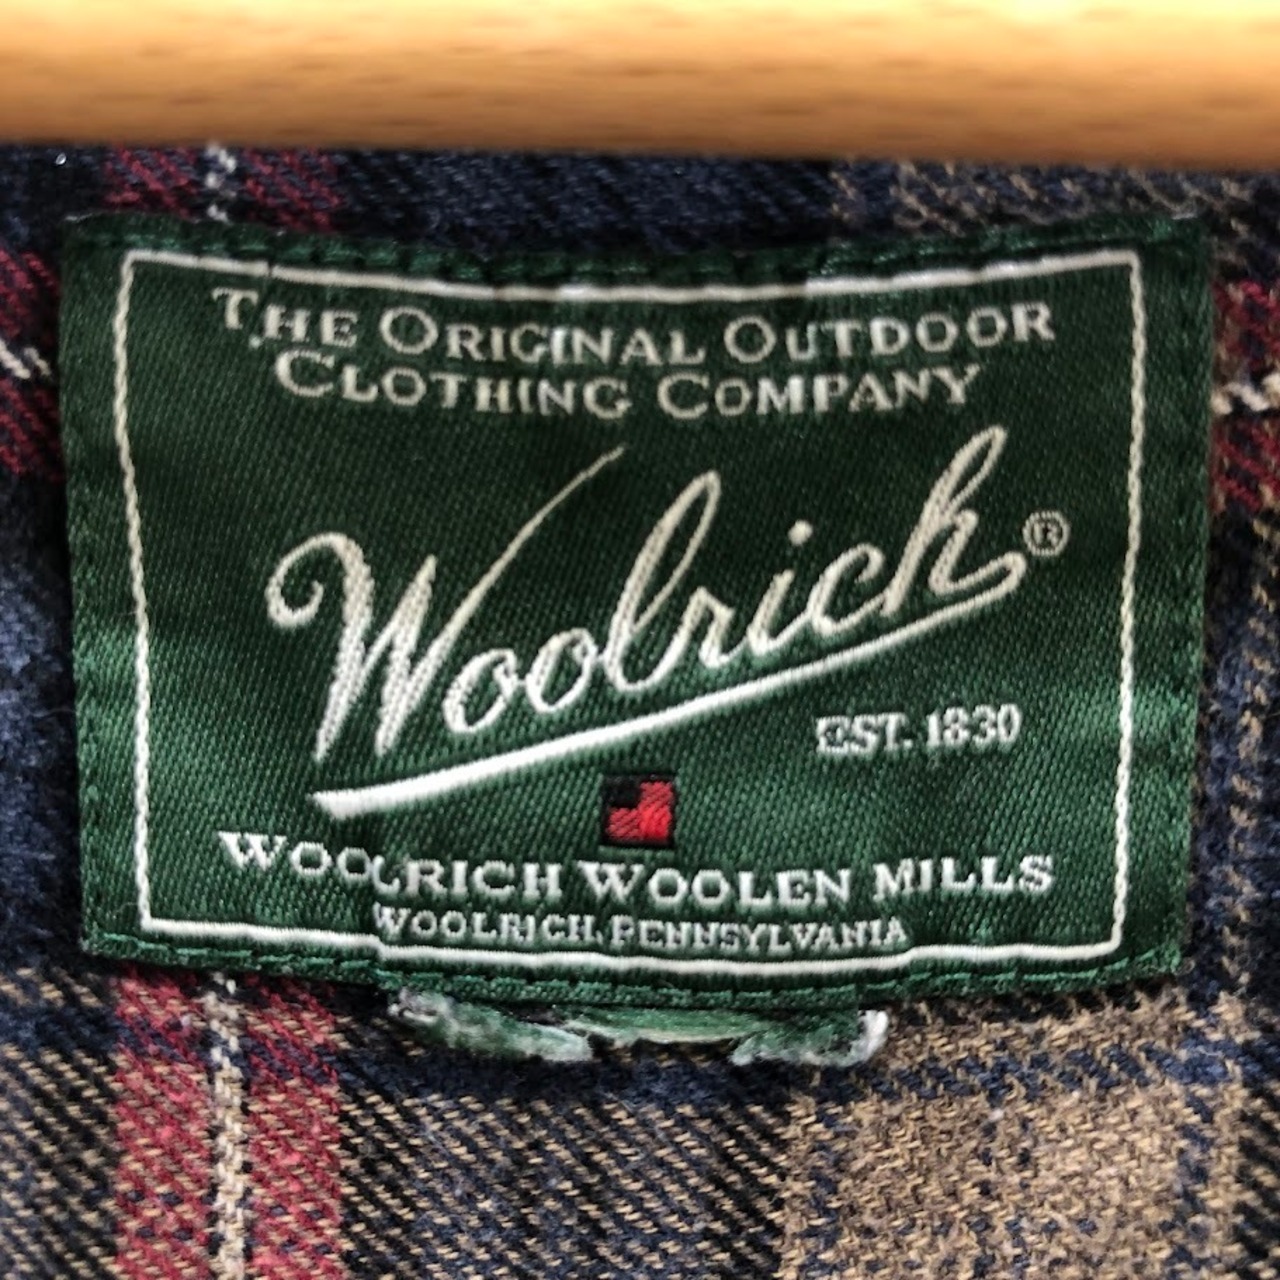 THE ORIGINAL OUTDOOR
CLOTHING COMPANY
Woolrich®
EST. 1830
WOOLRICH WOOLEN MILLS
WOOLRICH, PENNSYLVANIA